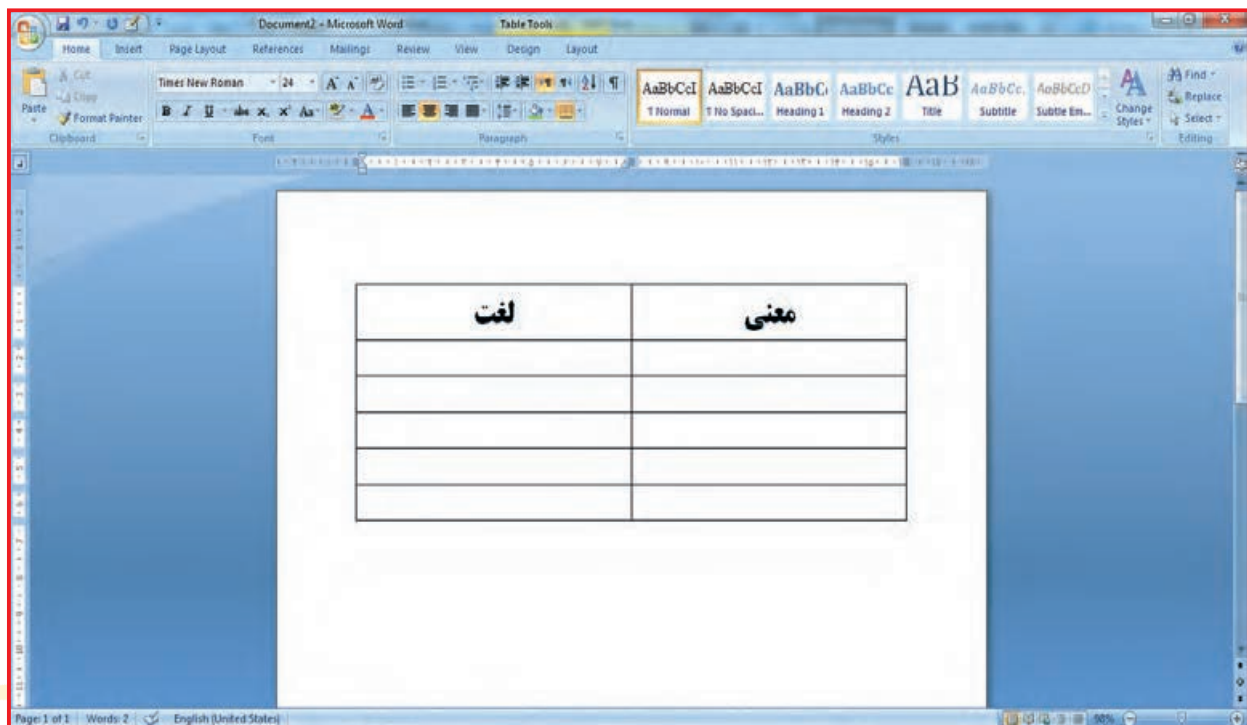 Document2 - Microsoft Word
Table Tools
Home Insert Page Layout References Mailings Review View Design Layout
Paste
Cut
Copy
Format Painter
Clipboard
Times New Roman 24
Font
Paragraph
AaBbCcI AaBbCcI AaBbC AaBbCc AaB AaBbCc. AaBbCcD
¶ Normal ¶ No Spaci... Heading 1 Heading 2 Title Subtitle Subtle Em...
Change Styles
Styles
Find
Replace
Select
Editing
لغت معنی
Page: 1 of 1 Words: 2 English (United States) 98%